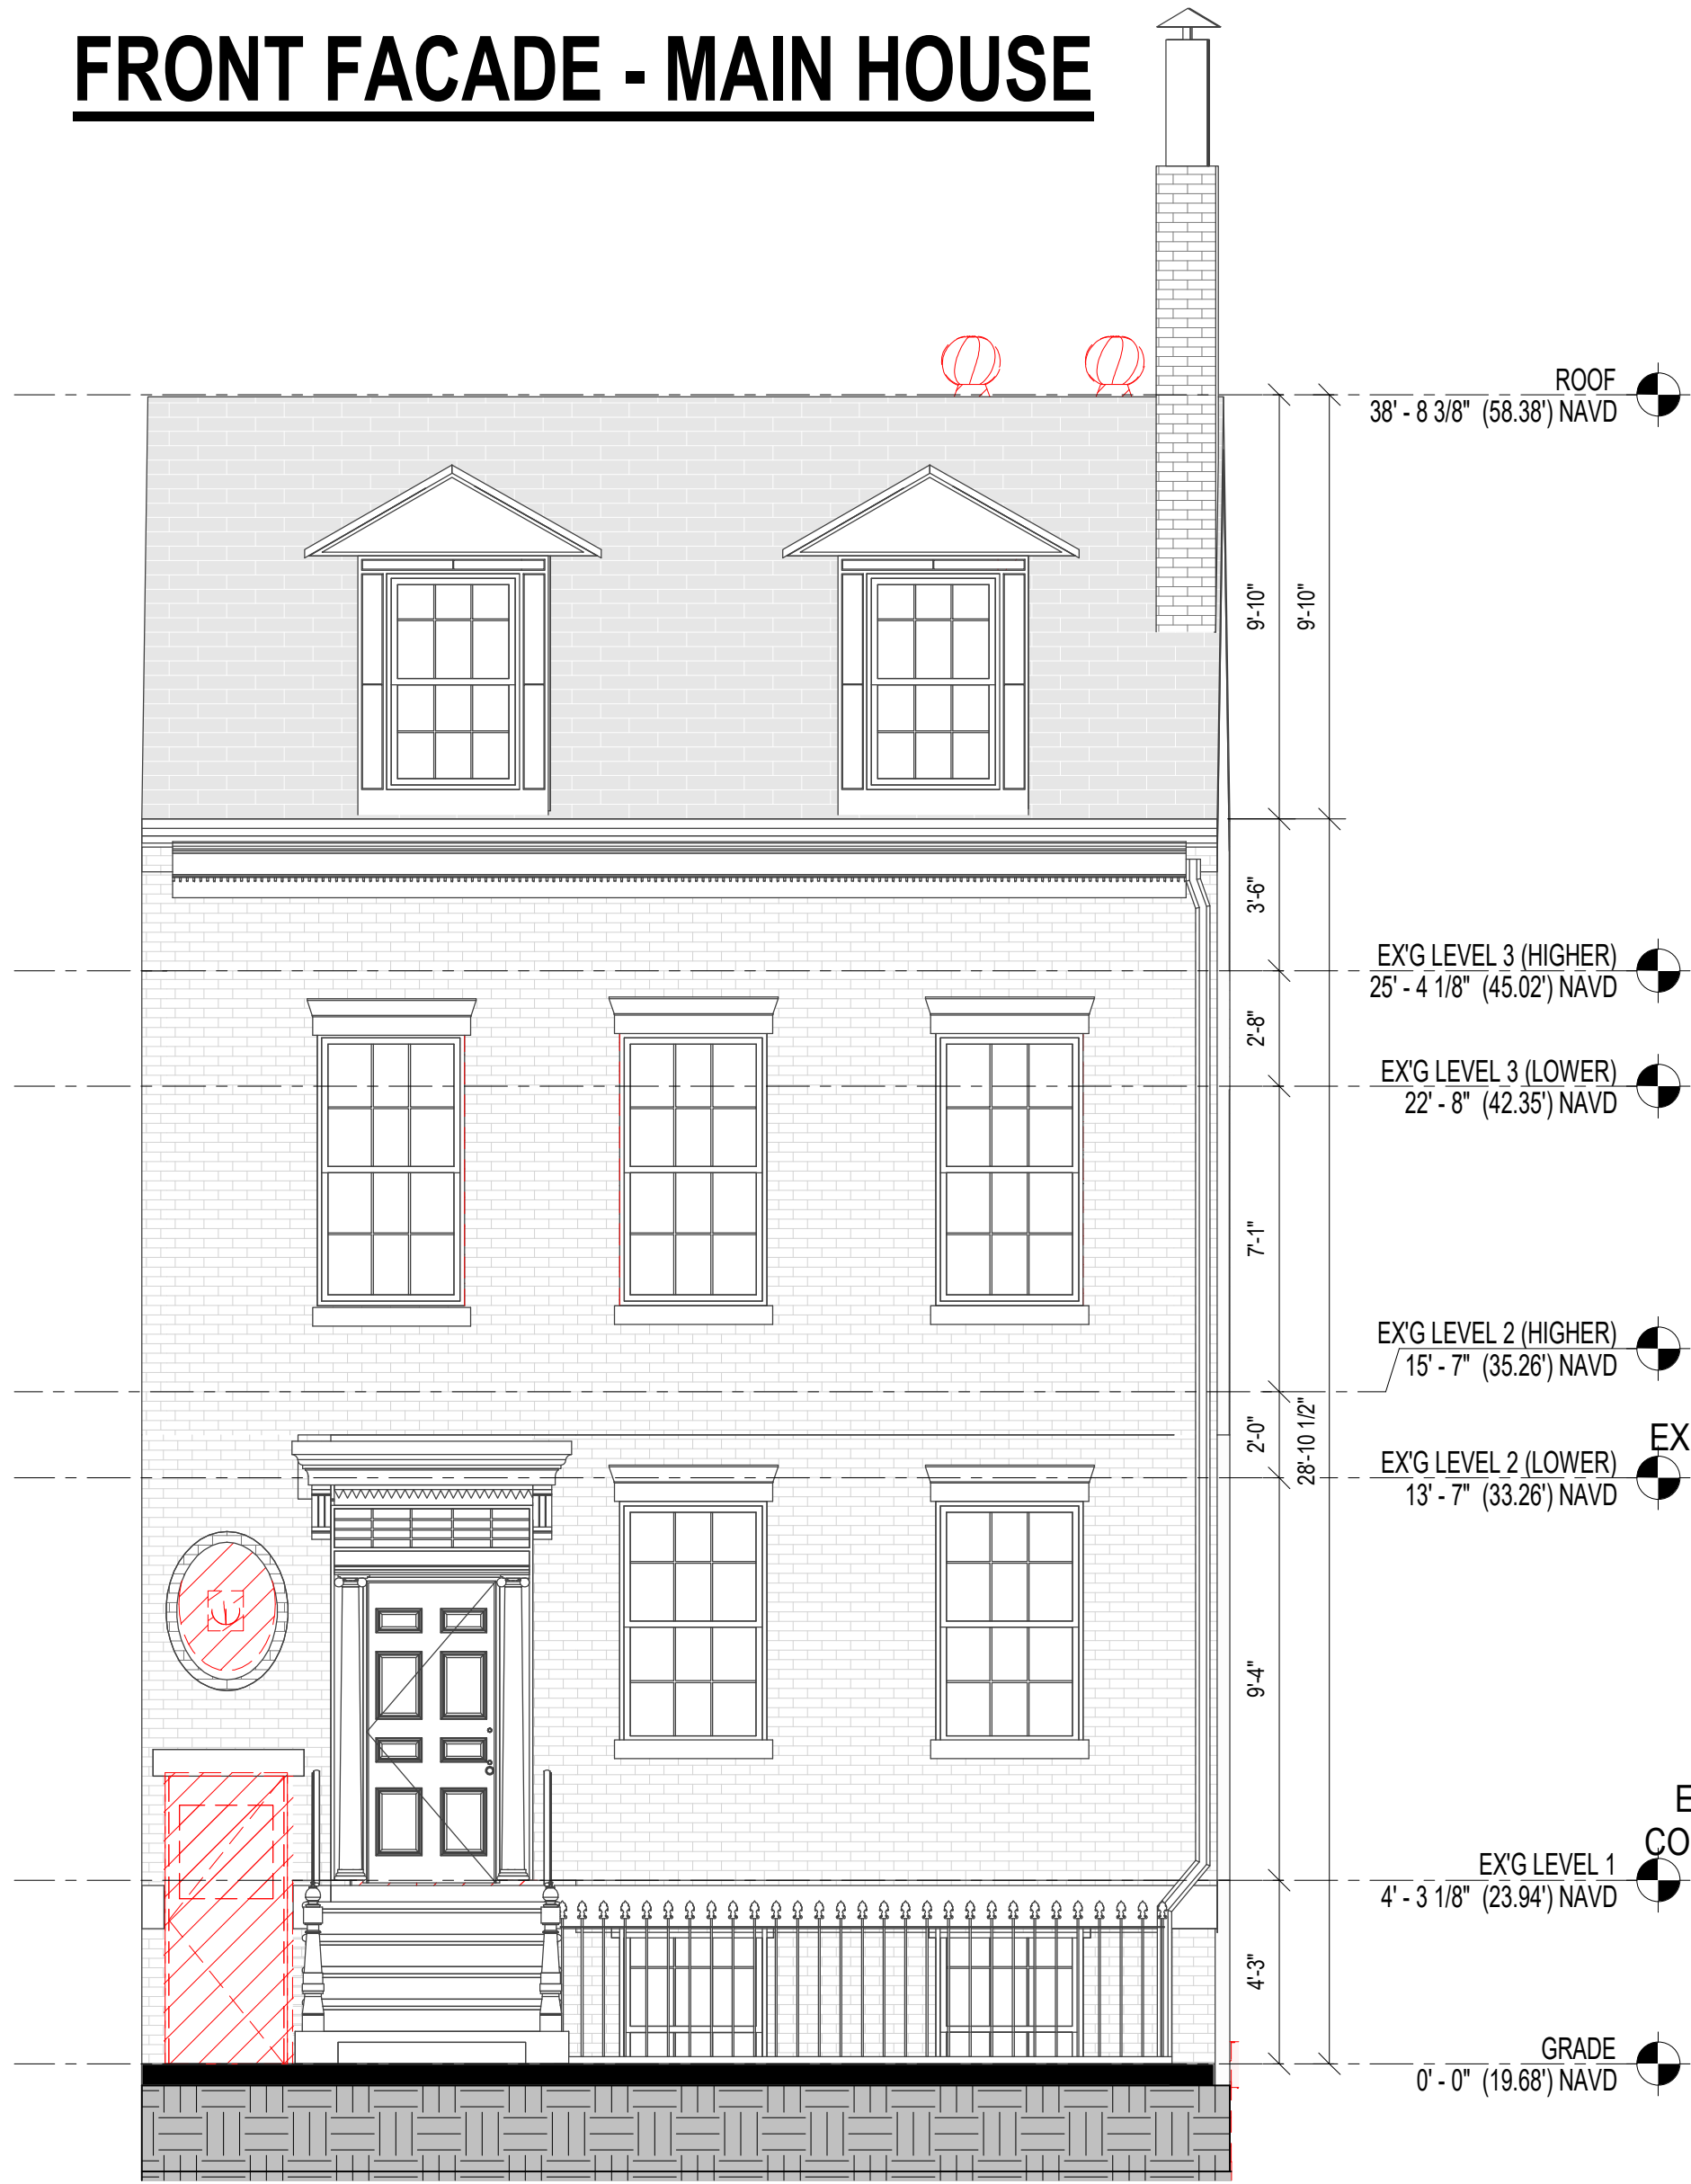 FRONT FACADE - MAIN HOUSE
ROOF
38' - 8 3/8" (58.38') NAVD
9'-10"
9'-10"
3'-6"
EX'G LEVEL 3 (HIGHER)
25' - 4 1/8" (45.02') NAVD
2'-8"
EX'G LEVEL 3 (LOWER)
22' - 8" (42.35') NAVD
7'-1"
EX'G LEVEL 2 (HIGHER)
15' - 7" (35.26') NAVD
2'-0"
28'-10 1/2"
EX
EX'G LEVEL 2 (LOWER)
13' - 7" (33.26') NAVD
9'-4"
E
CO
EX'G LEVEL 1
4' - 3 1/8" (23.94') NAVD
4'-3"
GRADE
0' - 0" (19.68') NAVD